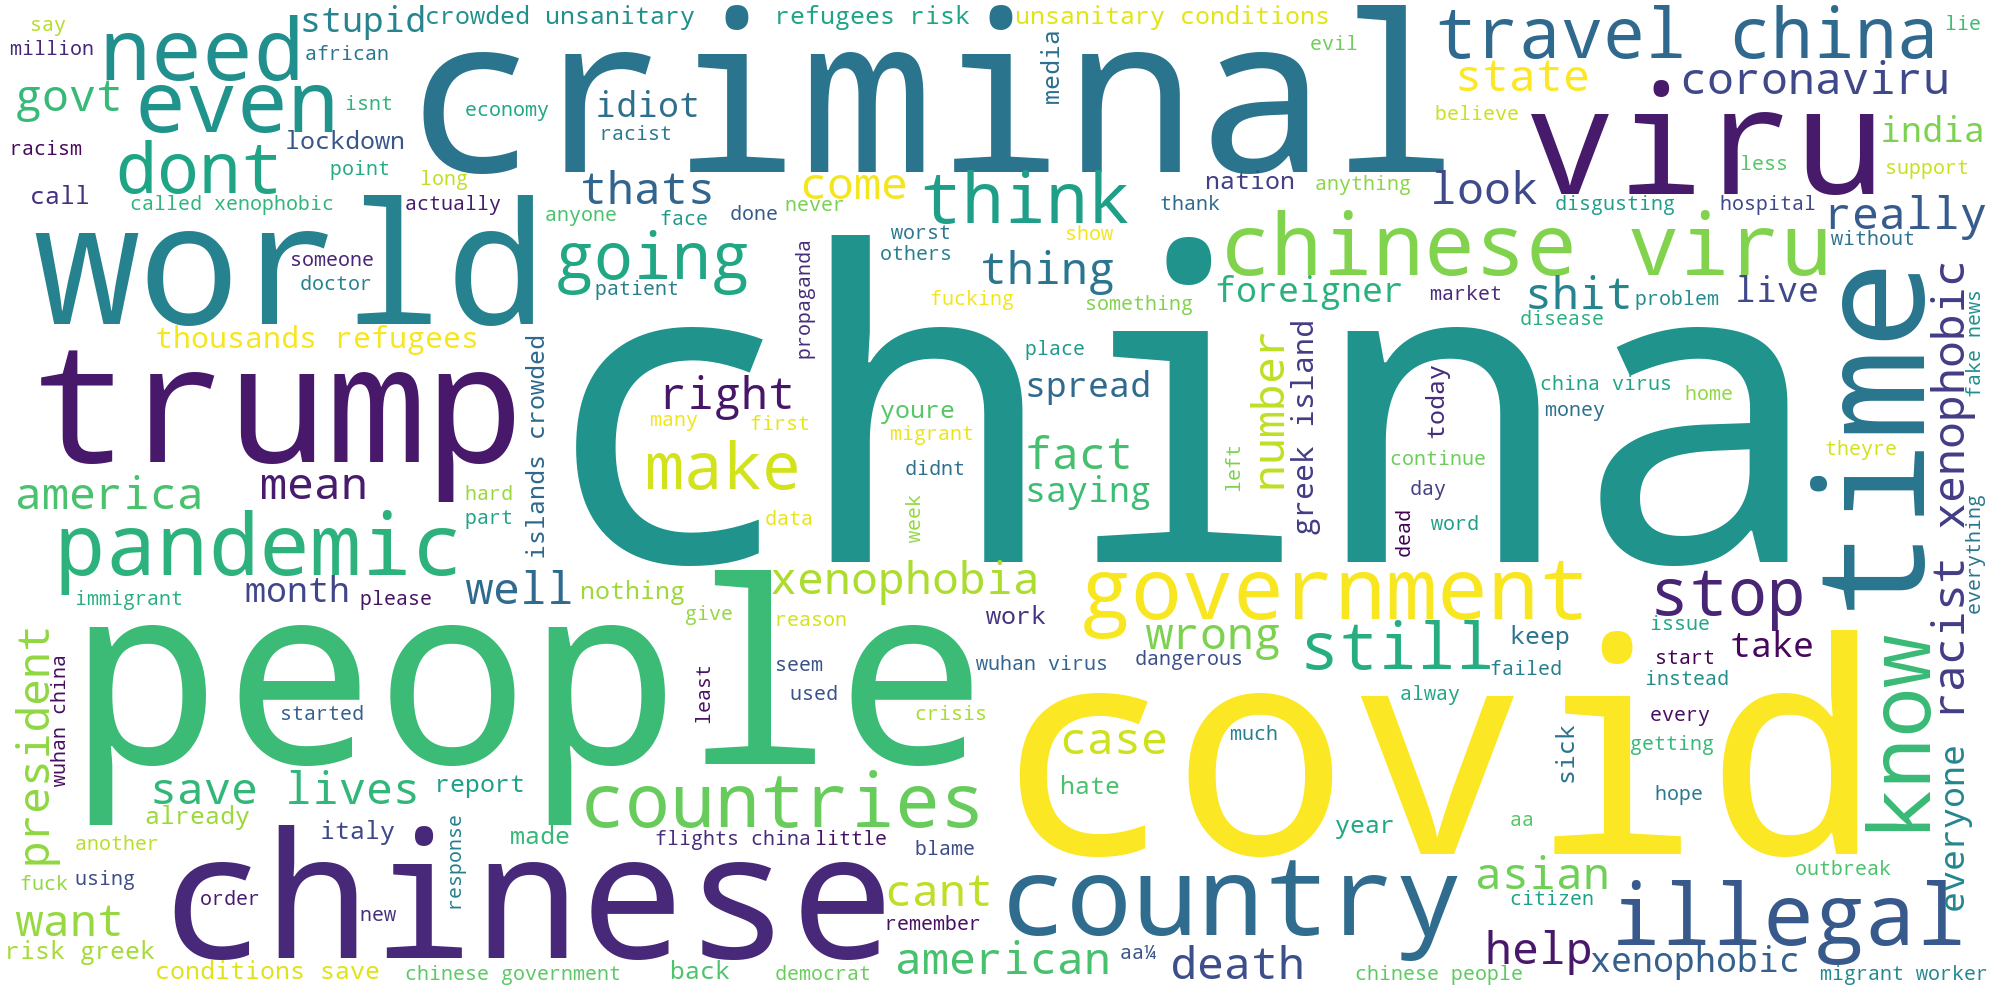 say
million
need
stupid
crowded unsanitary
refugees risk
unsanitary conditions
travel china
lie
african
criminal
media
evil
govt
even
isnt
economy
idiot
state
coronaviru
racism
lockdown
racist
believe
viru
india
dont
point
long
thats
come
think
nation
anything
look
less
support
call
called xenophobic
actually
anyone
face
done
never
thank
disgusting
hospital
really
world
someone
doctor
going
patient
propaganda
worst
others
show
thing
chinese viru
without
fucking
something
foreigner
market
shit
problem
live
thousands refugees
disease
time
fake news
trump
islands crowded
china
right
many
first
place
spread
youre
migrant
number
greek island
today
china virus
money
home
make
didnt
fact
left
continue
theyre
america
mean
hard
part
data
week
saying
day
dead
word
everyone racist xenophobic
everything
pandemic
month
please
well
nothing
xenophobia
government
stop
immigrant
give
reason
work
wrong
still
keep
issue
take
president
wuhan china
people
least
seem
used
wuhan virus
dangerous
failed
start
instead
know
started
crisis
covid
alway
every
case
much
sick
getting
save lives
report
countries
hate
hope
already
italy
response
made
flights china
little
blame
year
aa
another
chinese
fuck
using
order
new
cant
remember
country
asian
citizen
outbreak
illegal
want
risk greek
conditions save
chinese government
back
democrat
american
aa¼
death
chinese people
help
xenophobic
migrant worker